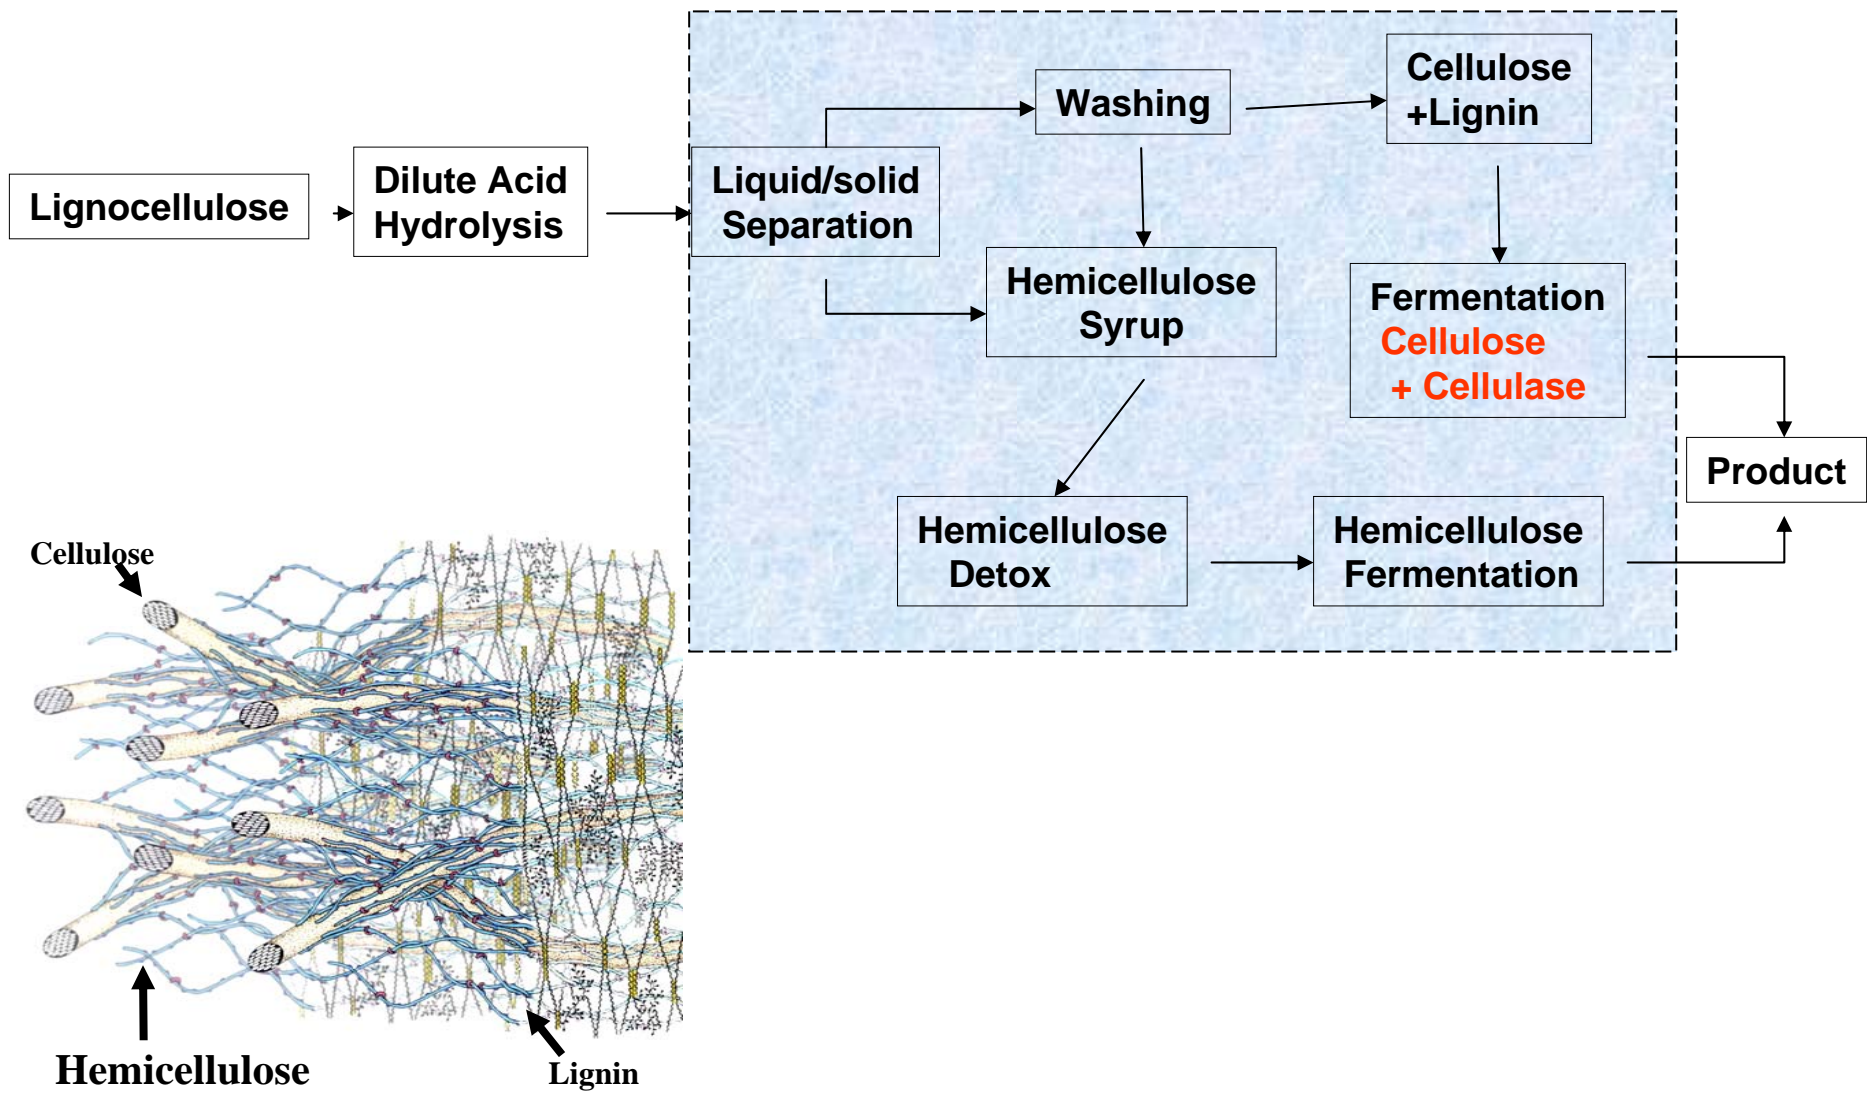 Lignocellulose
Dilute Acid
Hydrolysis
Liquid/solid
Separation
Washing
Cellulose
+Lignin
Hemicellulose
Syrup
Fermentation
Cellulose
+ Cellulase
Hemicellulose
Detox
Hemicellulose
Fermentation
Product
Cellulose
Hemicellulose
Lignin